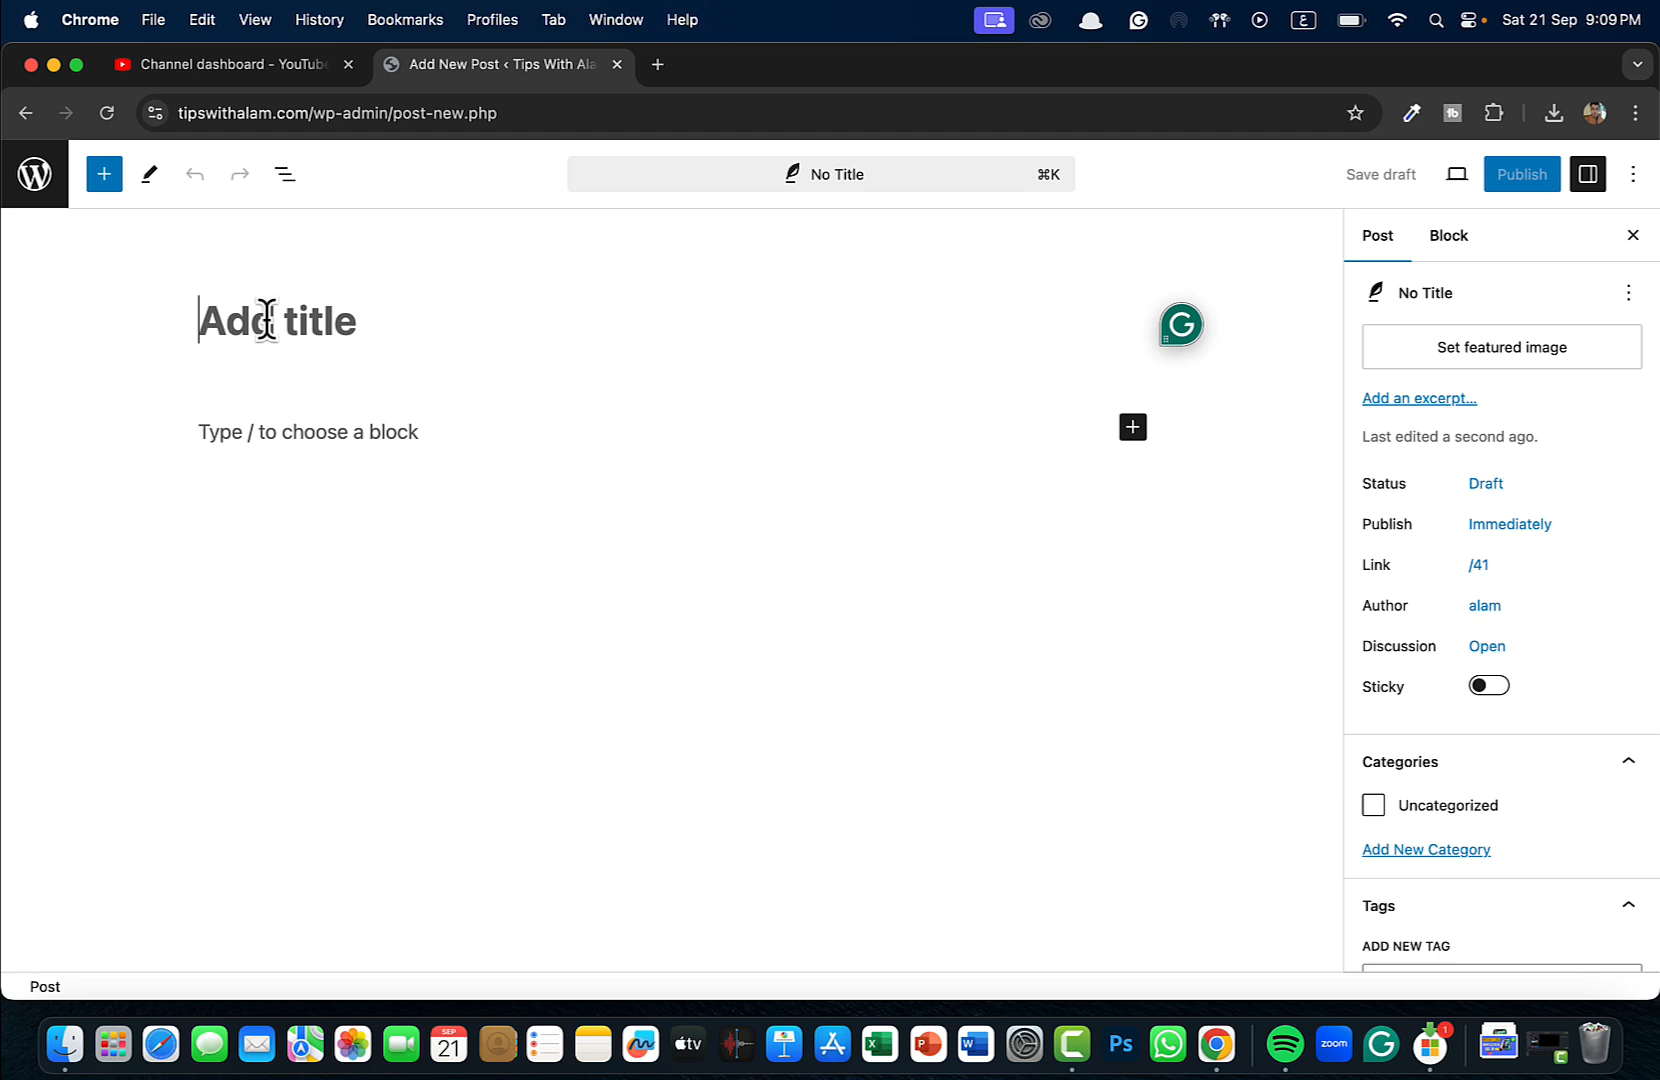 Chrome File Edit View History Bookmarks Profiles Tab Window Help Sat 21 Sep 9:09 PM
Channel dashboard - YouTube Add New Post ‹ Tips With Ala
tipswithalam.com/wp-admin/post-new.php
No Title ⌘K Save draft Publish
Add title
Type / to choose a block
Post Block
No Title
Set featured image
Add an excerpt...
Last edited a second ago.
Status Draft
Publish Immediately
Link /41
Author alam
Discussion Open
Sticky
Categories
Uncategorized
Add New Category
Tags
ADD NEW TAG
Post
SEP
21
tv
Ps
zoom
1